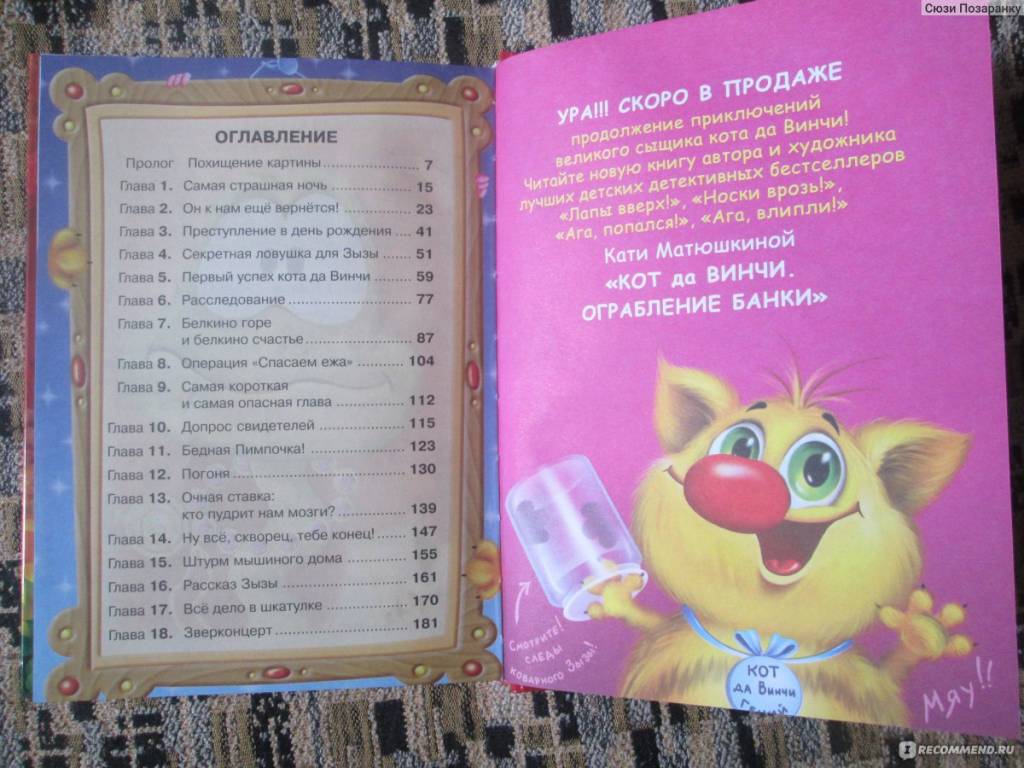 Сюзи Позаранку
ОГЛАВЛЕНИЕ
Пролог Похищение картины 7
Глава 1. Самая страшная ночь 15
Глава 2. Он к нам ещё вернётся! 23
Глава 3. Преступление в день рождения 41
Глава 4. Секретная ловушка для Зызы 51
Глава 5. Первый успех кота да Винчи 59
Глава 6. Расследование 77
Глава 7. Белкино горе
и белкино счастье 87
Глава 8. Операция «Спасаем ежа» 104
Глава 9. Самая короткая
и самая опасная глава 112
Глава 10. Допрос свидетелей 115
Глава 11. Бедная Пимпочка! 123
Глава 12. Погоня 130
Глава 13. Очная ставка:
кто пудрит нам мозги? 139
Глава 14. Ну всё, скворец, тебе конец! 147
Глава 15. Штурм мышиного дома 155
Глава 16. Рассказ Зызы 161
Глава 17. Всё дело в шкатулке 170
Глава 18. Зверконцерт 181
УРА!!! СКОРО В ПРОДАЖЕ
продолжение приключений
великого сыщика кота да Винчи!
Читайте новую книгу автора и художника
лучших детских детективных бестселлеров
«Лапы вверх!», «Носки врозь!»,
«Ага, попался!», «Ага, влипли!»
Кати Матюшкиной
«КОТ да ВИНЧИ.
ОГРАБЛЕНИЕ БАНКИ»
Смотрите!
следы
коварного Зызы!
КОТ
да Винчи
Гений
Мяу!!
RECOMMEND.RU